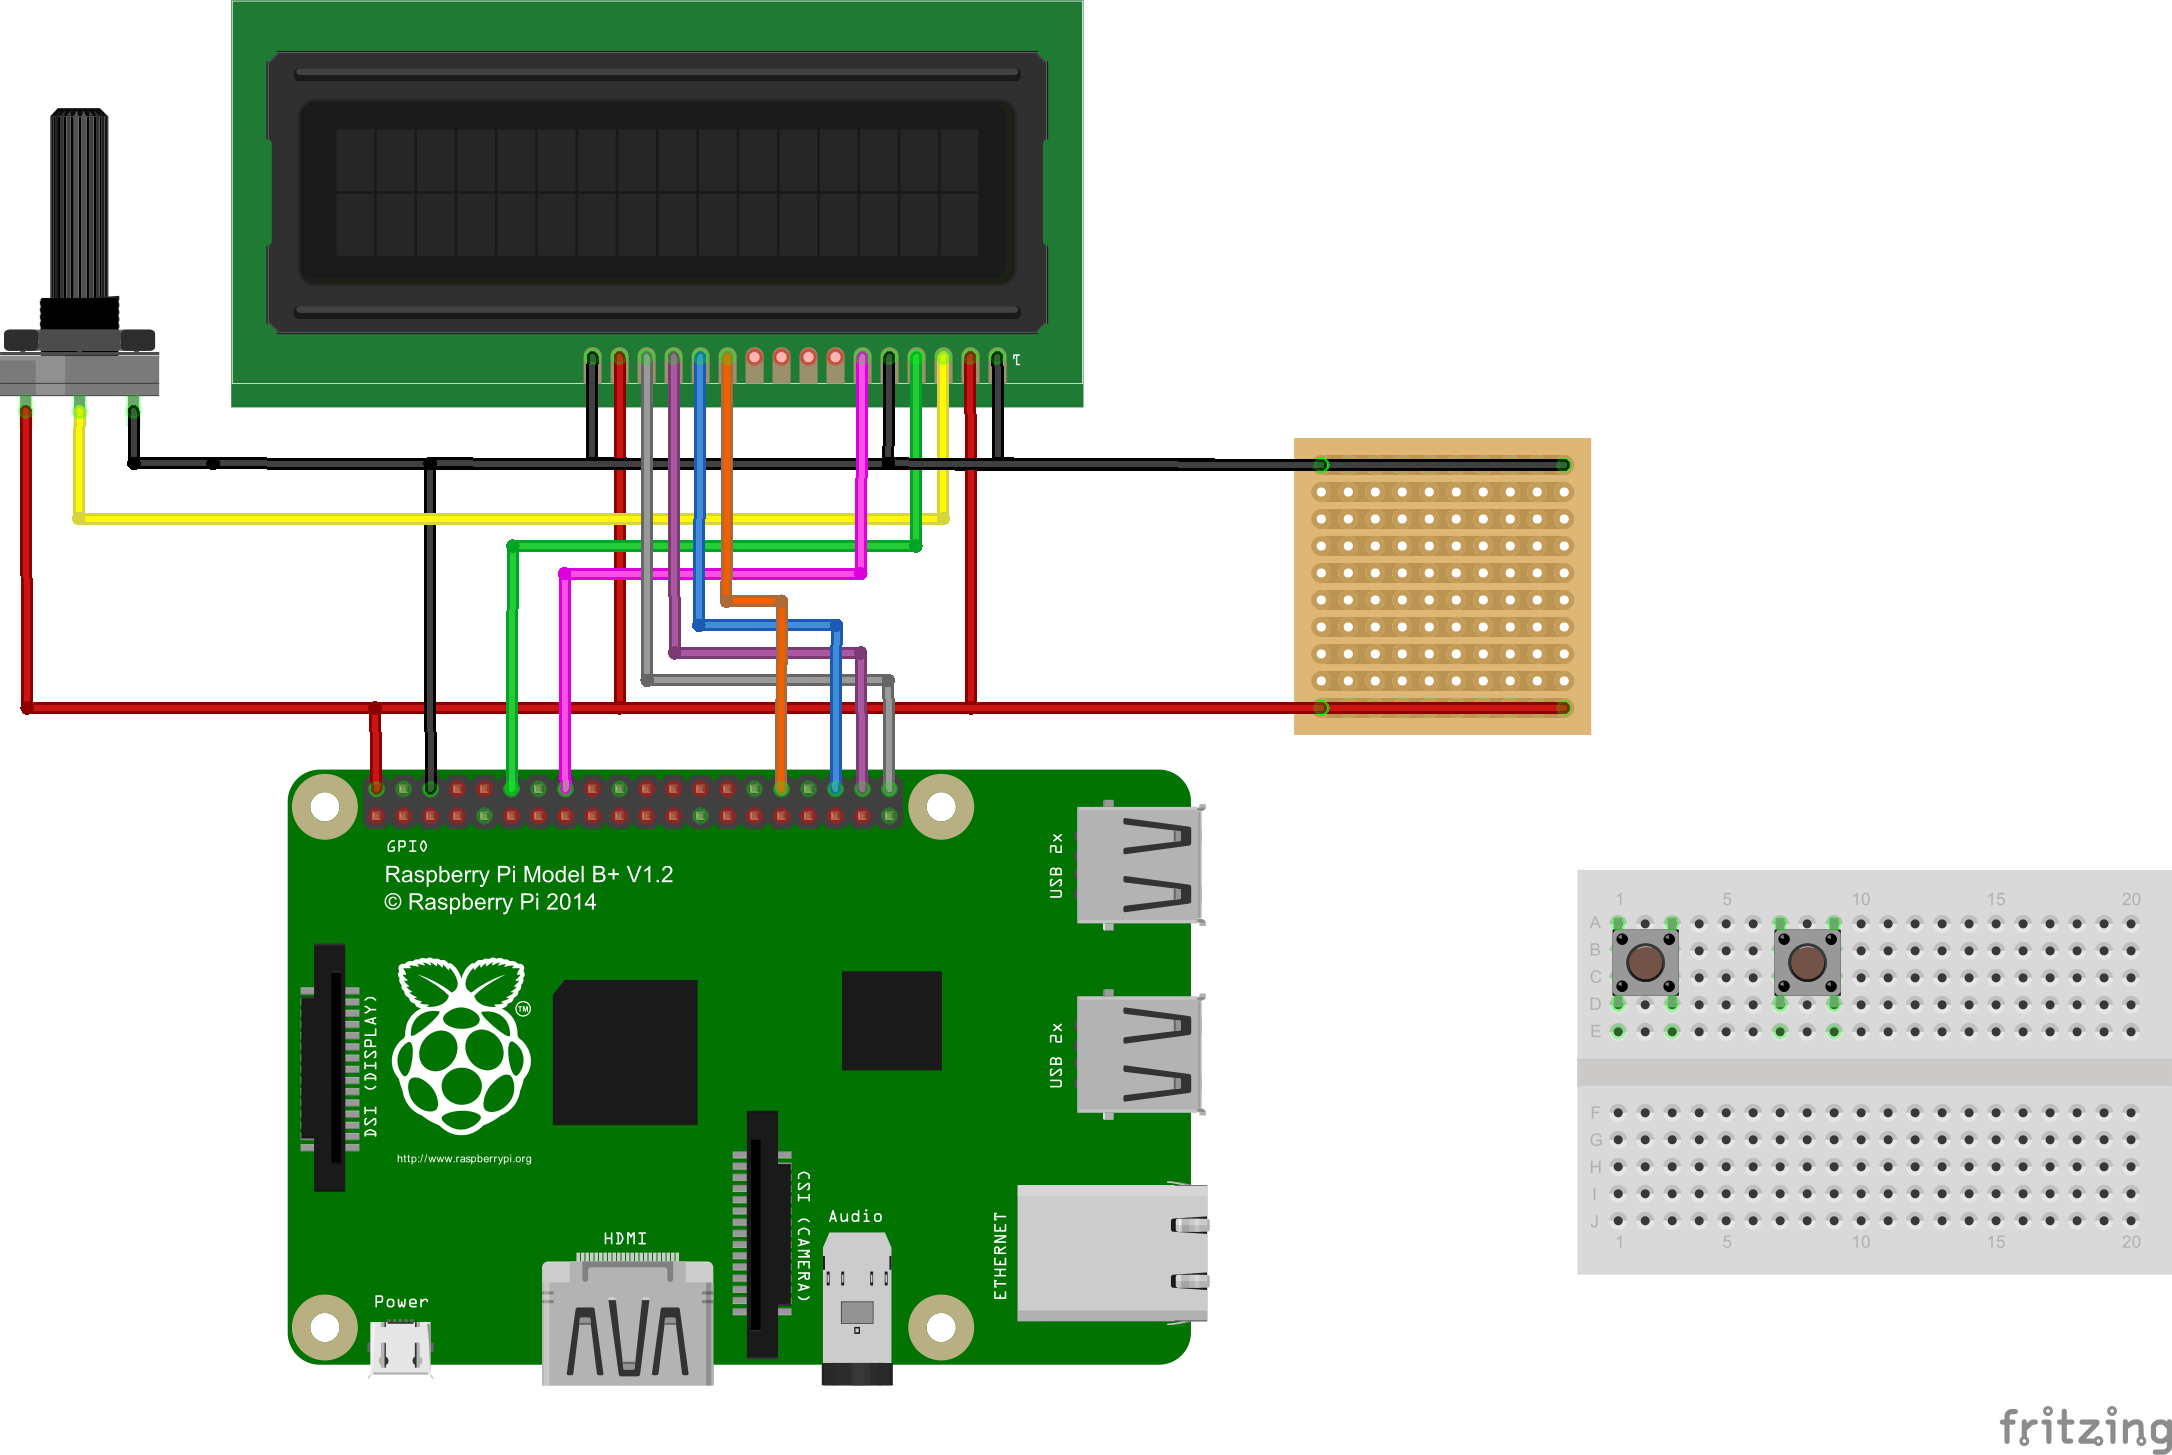 1
GPIO
Raspberry Pi Model B+ V1.2
© Raspberry Pi 2014
USB 2x
USB 2x
DSI (DISPLAY)
TM
http://www.raspberrypi.org
CSI (CAMERA)
Audio
HDMI
ETHERNET
Power
1 5 10 15 20
A
B
C
D
E
F
G
H
I
J
1 5 10 15 20
fritzing